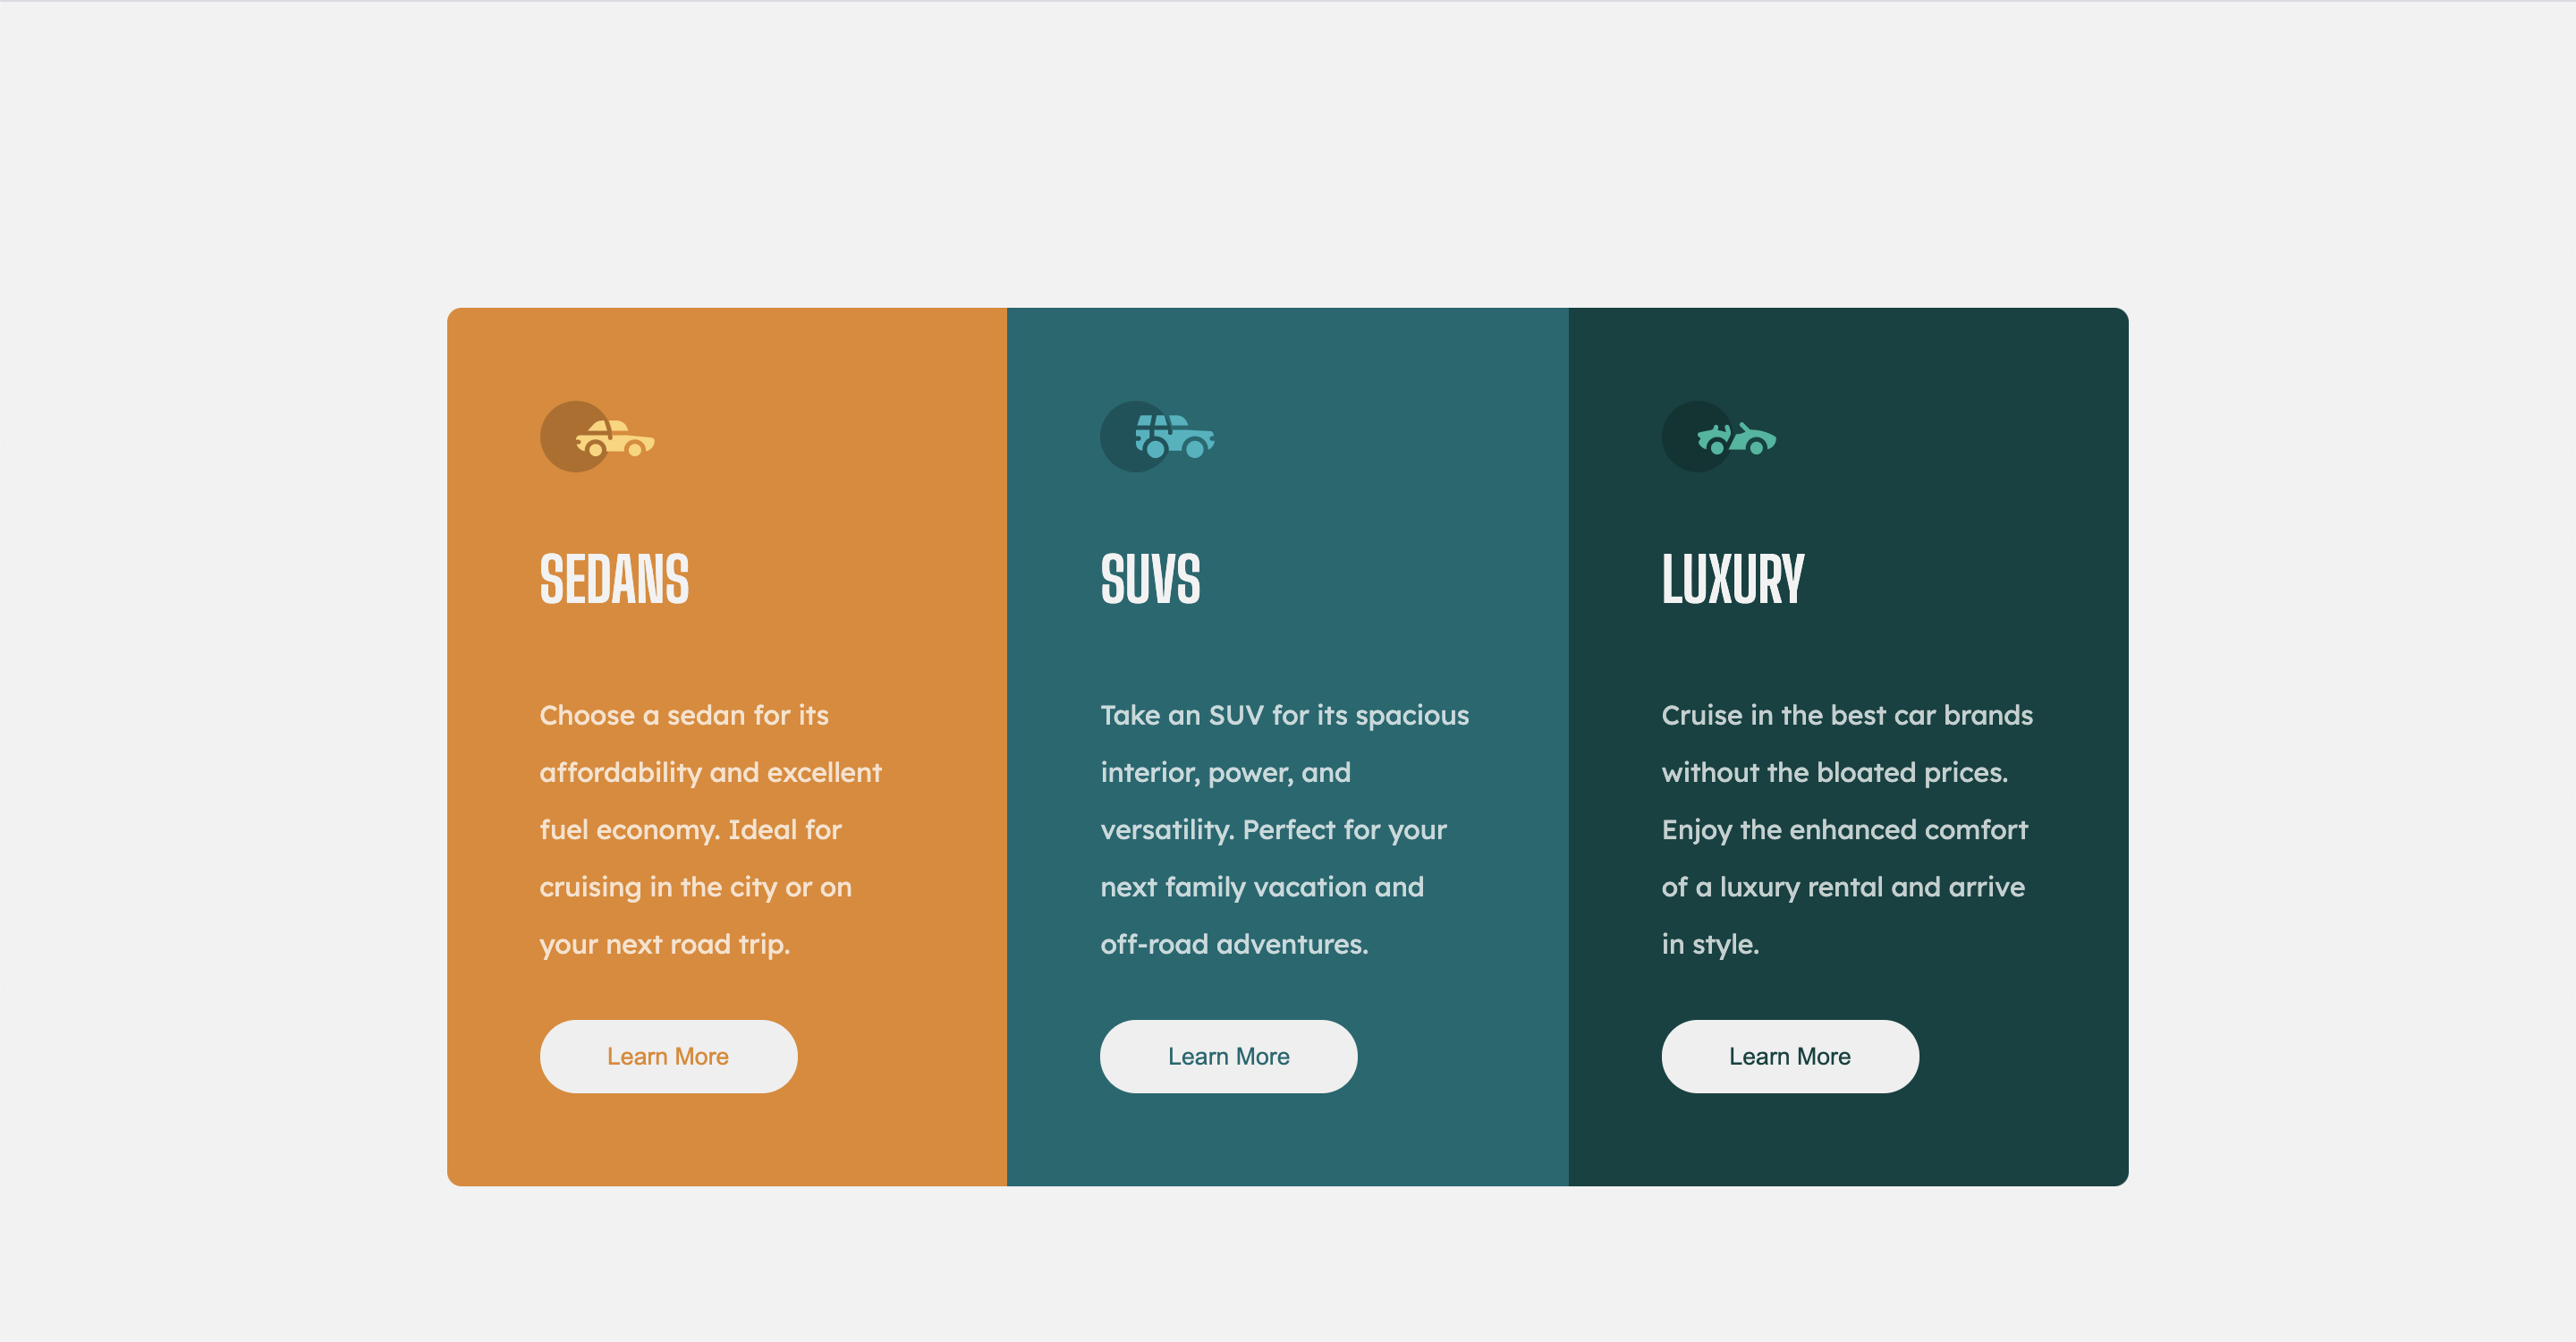 SEDANS
Choose a sedan for its
affordability and excellent
fuel economy. Ideal for
cruising in the city or on
your next road trip.
Learn More
SUVS
Take an SUV for its spacious
interior, power, and
versatility. Perfect for your
next family vacation and
off-road adventures.
Learn More
LUXURY
Cruise in the best car brands
without the bloated prices.
Enjoy the enhanced comfort
of a luxury rental and arrive
in style.
Learn More